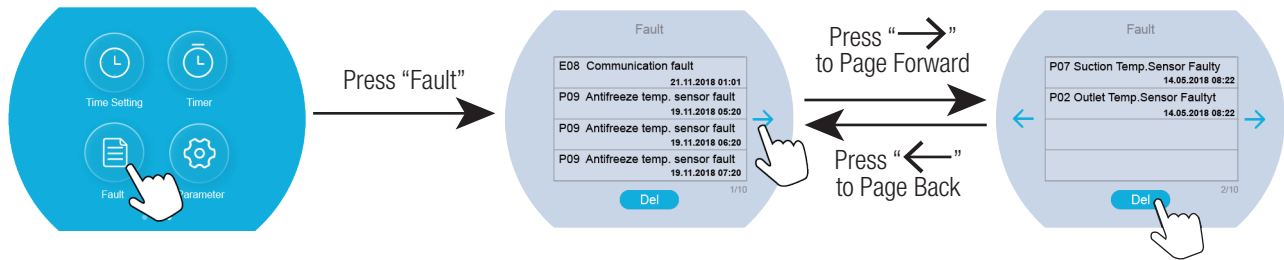 Time Setting
Timer
Fault
Parameter
Press “Fault”
Fault
E08 Communication fault
21.11.2018 01:01
P09 Antifreeze temp. sensor fault
19.11.2018 05:20
P09 Antifreeze temp. sensor fault
19.11.2018 06:20
P09 Antifreeze temp. sensor fault
19.11.2018 07:20
1/10
Del
Press “→”
to Page Forward
Press “←”
to Page Back
Fault
P07 Suction Temp.Sensor Faulty
14.05.2018 08:22
P02 Outlet Temp.Sensor Faultyt
14.05.2018 08:22
2/10
Del